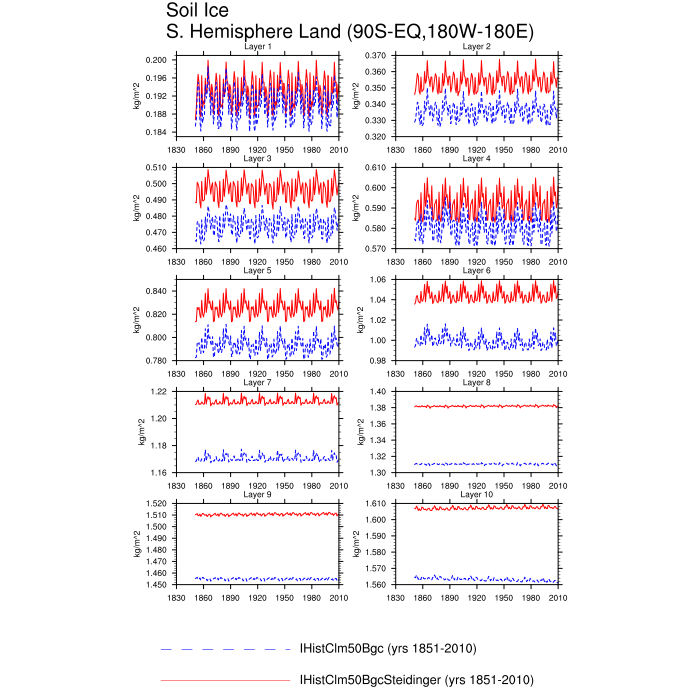 Soil Ice
S. Hemisphere Land (90S-EQ,180W-180E)
Layer 1
Layer 2
0.200
0.196
0.192
0.188
0.184
kg/m^2
1830 1860 1890 1920 1950 1980 2010
0.370
0.360
0.350
0.340
0.330
0.320
kg/m^2
1830 1860 1890 1920 1950 1980 2010
Layer 3
Layer 4
0.510
0.500
0.490
0.480
0.470
0.460
kg/m^2
1830 1860 1890 1920 1950 1980 2010
0.610
0.600
0.590
0.580
0.570
kg/m^2
1830 1860 1890 1920 1950 1980 2010
Layer 5
Layer 6
0.840
0.820
0.800
0.780
kg/m^2
1830 1860 1890 1920 1950 1980 2010
1.06
1.04
1.02
1.00
0.98
kg/m^2
1830 1860 1890 1920 1950 1980 2010
Layer 7
Layer 8
1.22
1.20
1.18
1.16
kg/m^2
1830 1860 1890 1920 1950 1980 2010
1.40
1.38
1.36
1.34
1.32
1.30
kg/m^2
1830 1860 1890 1920 1950 1980 2010
Layer 9
Layer 10
1.520
1.510
1.500
1.490
1.480
1.470
1.460
1.450
kg/m^2
1830 1860 1890 1920 1950 1980 2010
1.610
1.600
1.590
1.580
1.570
1.560
kg/m^2
1830 1860 1890 1920 1950 1980 2010
IHistClm50Bgc (yrs 1851-2010)
IHistClm50BgcSteidinger (yrs 1851-2010)